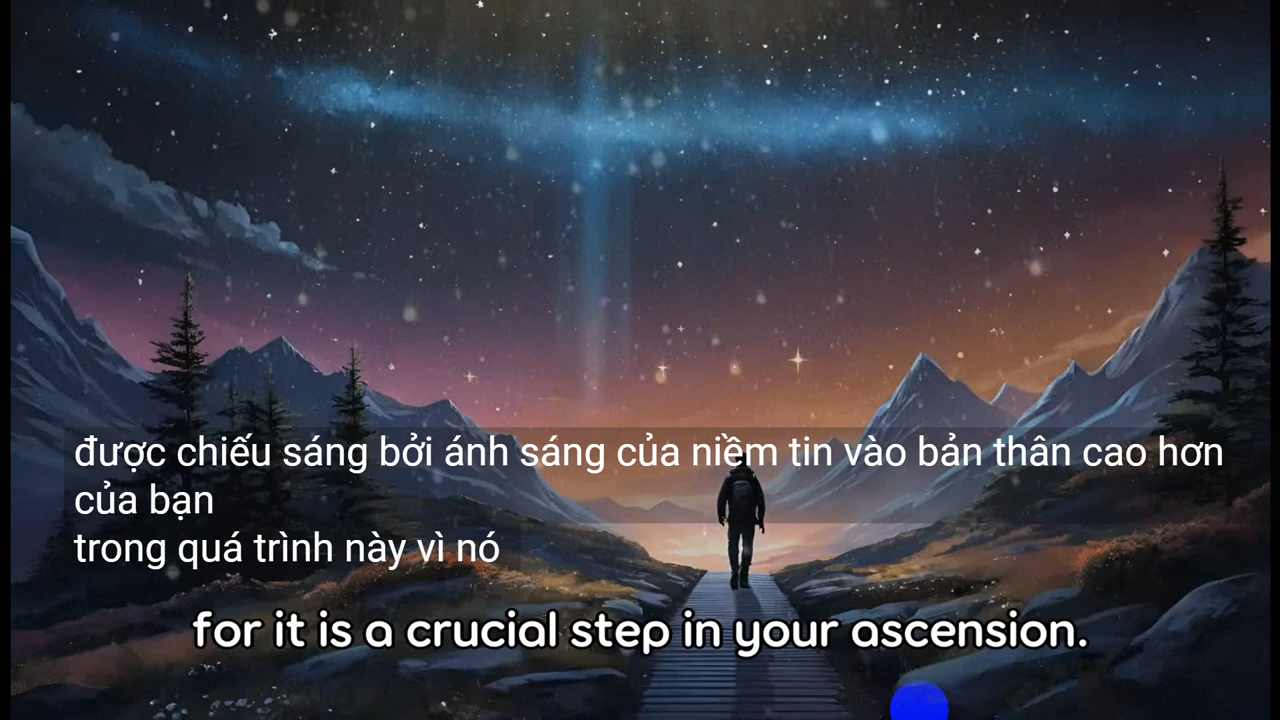 được chiếu sáng bởi ánh sáng của niềm tin vào bản thân cao hơn
của bạn
trong quá trình này vì nó
for it is a crucial step in your ascension.